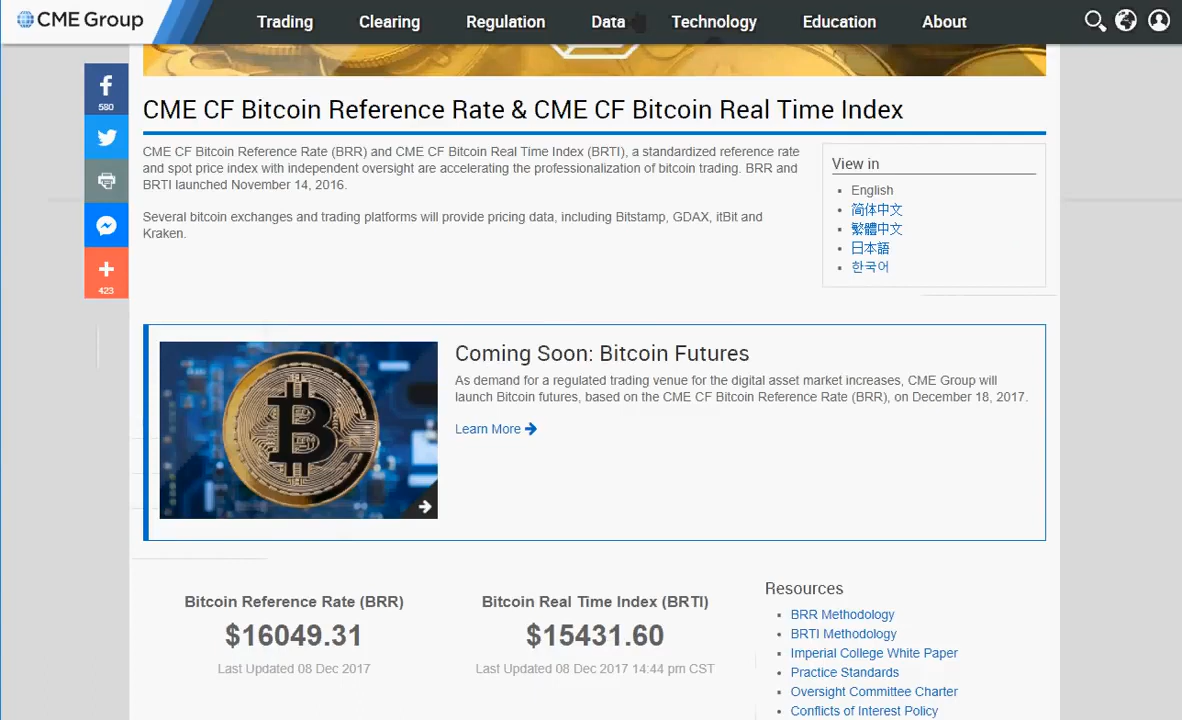 CME Group
Trading
Clearing
Regulation
Data
Technology
Education
About
580
423
CME CF Bitcoin Reference Rate & CME CF Bitcoin Real Time Index
CME CF Bitcoin Reference Rate (BRR) and CME CF Bitcoin Real Time Index (BRTI), a standardized reference rate
and spot price index with independent oversight are accelerating the professionalization of bitcoin trading. BRR and
BRTI launched November 14, 2016.
Several bitcoin exchanges and trading platforms will provide pricing data, including Bitstamp, GDAX, itBit and
Kraken.
View in
English
简体中文
繁體中文
日本語
한국어
Coming Soon: Bitcoin Futures
As demand for a regulated trading venue for the digital asset market increases, CME Group will
launch Bitcoin futures, based on the CME CF Bitcoin Reference Rate (BRR), on December 18, 2017.
Learn More
Bitcoin Reference Rate (BRR)
$16049.31
Last Updated 08 Dec 2017
Bitcoin Real Time Index (BRTI)
$15431.60
Last Updated 08 Dec 2017 14:44 pm CST
Resources
BRR Methodology
BRTI Methodology
Imperial College White Paper
Practice Standards
Oversight Committee Charter
Conflicts of Interest Policy